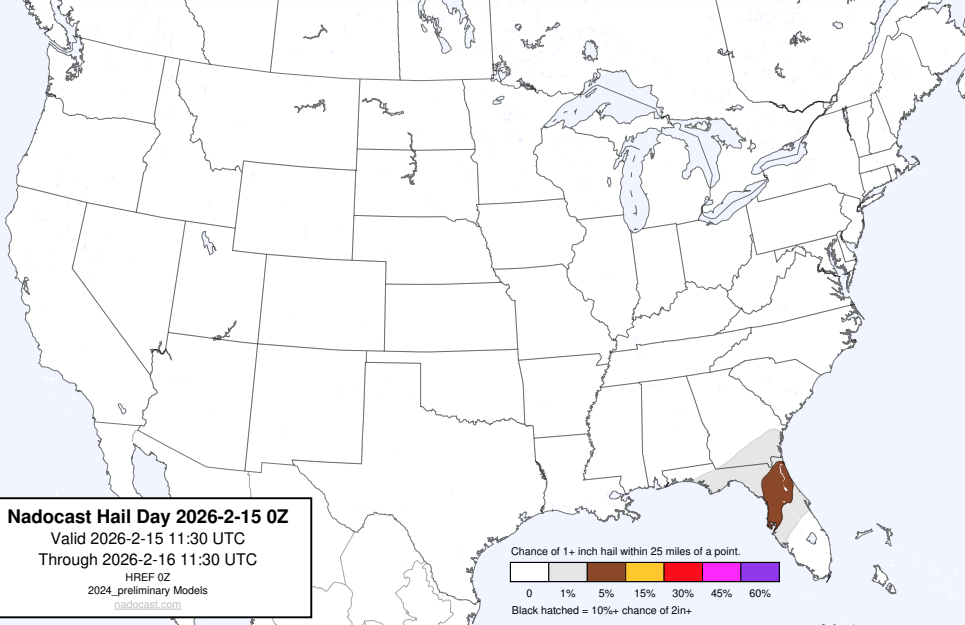 Nadocast Hail Day 2026-2-15 0Z
Valid 2026-2-15 11:30 UTC
Through 2026-2-16 11:30 UTC
HREF 0Z
2024_preliminary Models
nadocast.com
Chance of 1+ inch hail within 25 miles of a point.
0 1% 5% 15% 30% 45% 60%
Black hatched = 10%+ chance of 2in+